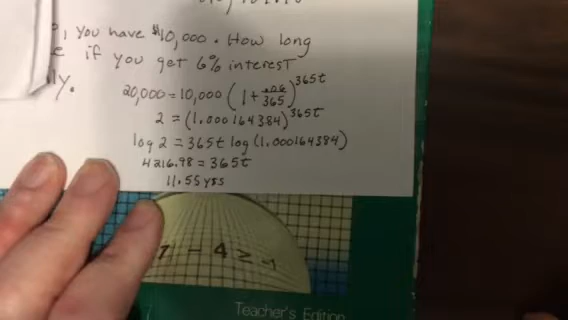 , you have $10,000. How long
if you get 6% interest
ly.
20,000 = 10,000 (1 + .06/365)^365t
2 = (1.000164384)^365t
log 2 = 365t log (1.000164384)
4216.98 = 365t
11.55 yrs
- 4 ≥ -1
Teacher's Edition